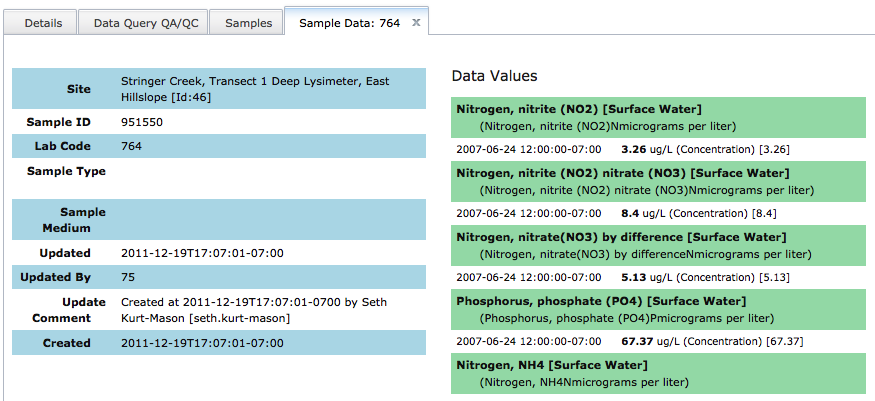 Details Data Query QA/QC Samples Sample Data: 764 x
Site Stringer Creek, Transect 1 Deep Lysimeter, East
Hillslope [Id:46]
Sample ID 951550
Lab Code 764
Sample Type
Sample
Medium
Updated 2011-12-19T17:07:01-07:00
Updated By 75
Update Created at 2011-12-19T17:07:01-0700 by Seth
Comment Kurt-Mason [seth.kurt-mason]
Created 2011-12-19T17:07:01-07:00
Data Values
Nitrogen, nitrite (NO2) [Surface Water]
(Nitrogen, nitrite (NO2)Nmicrograms per liter)
2007-06-24 12:00:00-07:00 3.26 ug/L (Concentration) [3.26]
Nitrogen, nitrite (NO2) nitrate (NO3) [Surface Water]
(Nitrogen, nitrite (NO2) nitrate (NO3)Nmicrograms per liter)
2007-06-24 12:00:00-07:00 8.4 ug/L (Concentration) [8.4]
Nitrogen, nitrate(NO3) by difference [Surface Water]
(Nitrogen, nitrate(NO3) by differenceNmicrograms per liter)
2007-06-24 12:00:00-07:00 5.13 ug/L (Concentration) [5.13]
Phosphorus, phosphate (PO4) [Surface Water]
(Phosphorus, phosphate (PO4)Pmicrograms per liter)
2007-06-24 12:00:00-07:00 67.37 ug/L (Concentration) [67.37]
Nitrogen, NH4 [Surface Water]
(Nitrogen, NH4Nmicrograms per liter)